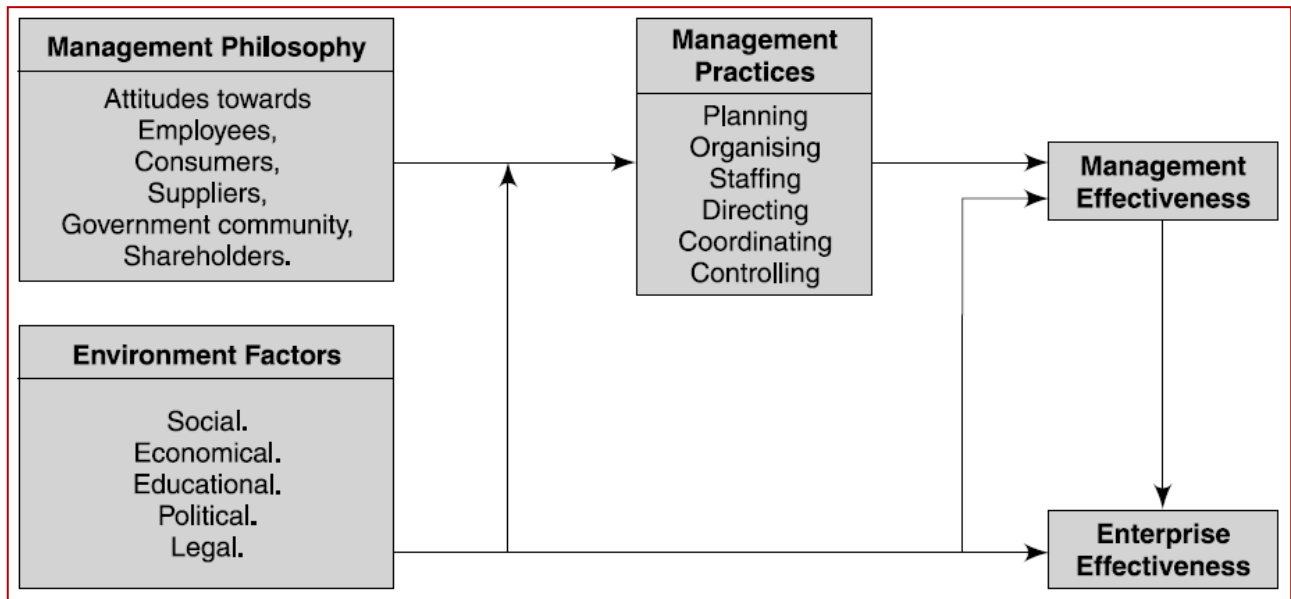 Management Philosophy
Attitudes towards
Employees,
Consumers,
Suppliers,
Government community,
Shareholders.
Environment Factors
Social.
Economical.
Educational.
Political.
Legal.
Management
Practices
Planning
Organising
Staffing
Directing
Coordinating
Controlling
Management
Effectiveness
Enterprise
Effectiveness